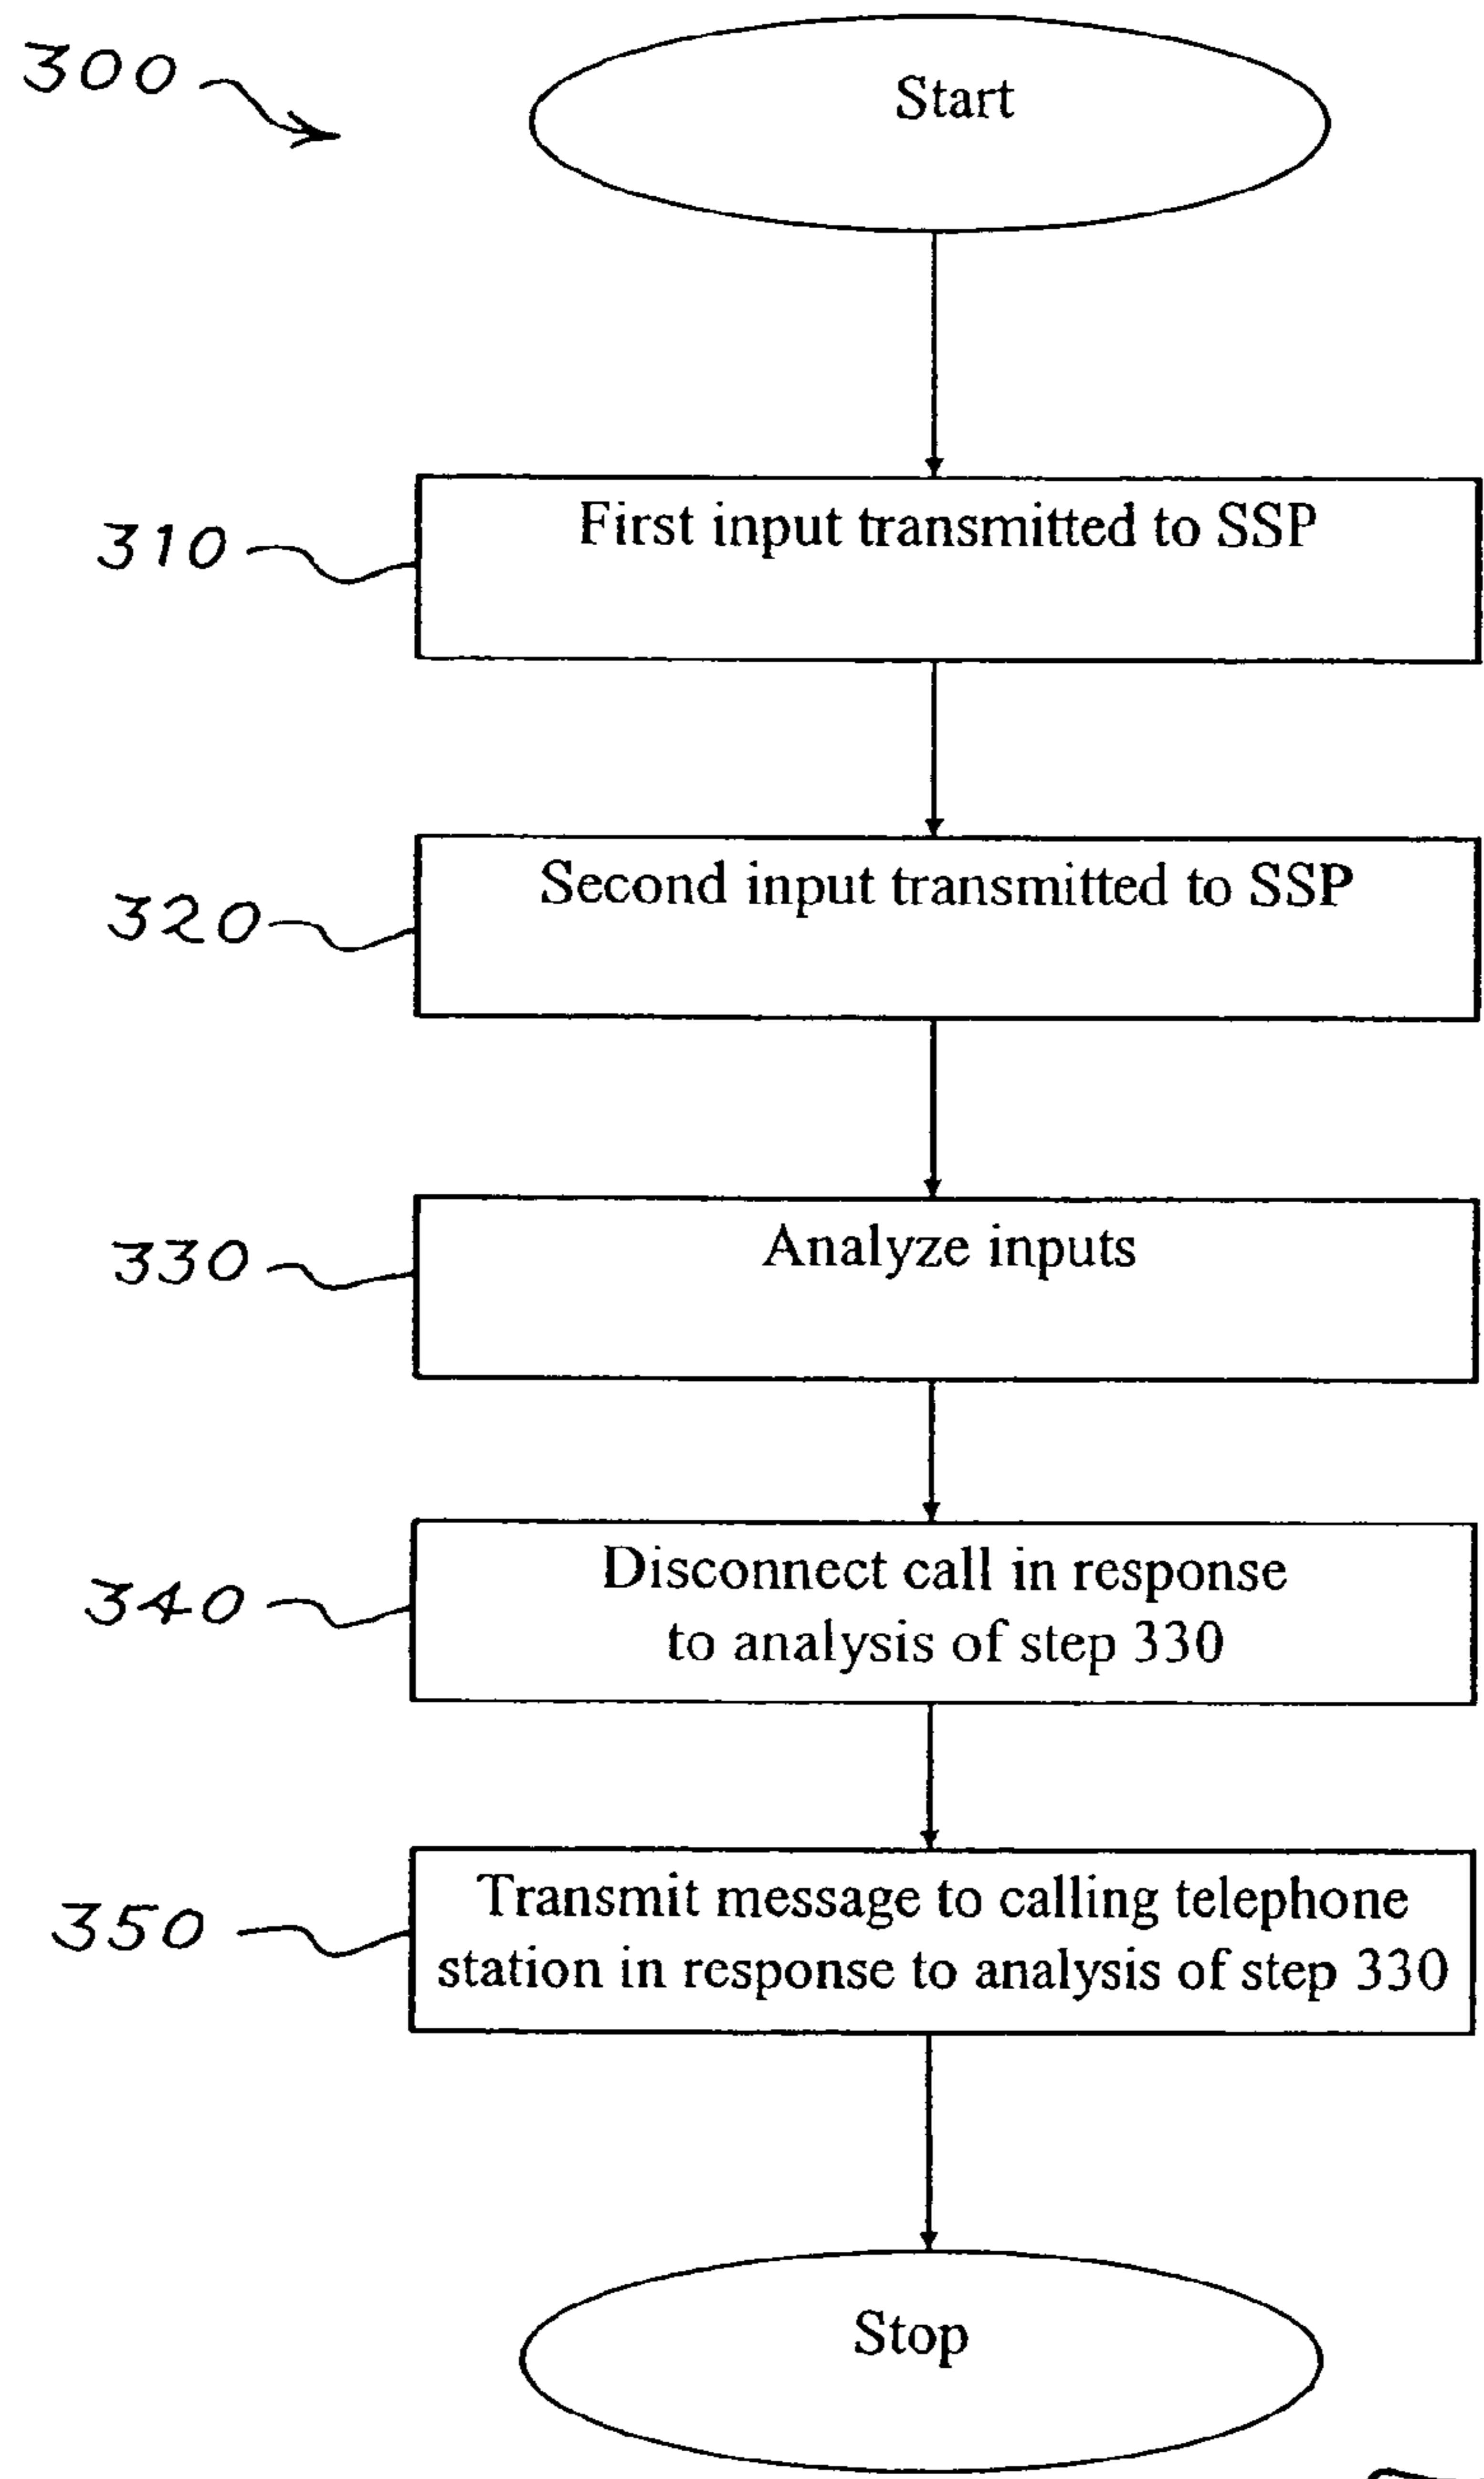 300
Start
310
First input transmitted to SSP
320
Second input transmitted to SSP
330
Analyze inputs
340
Disconnect call in response
to analysis of step 330
350
Transmit message to calling telephone
station in response to analysis of step 330
Stop